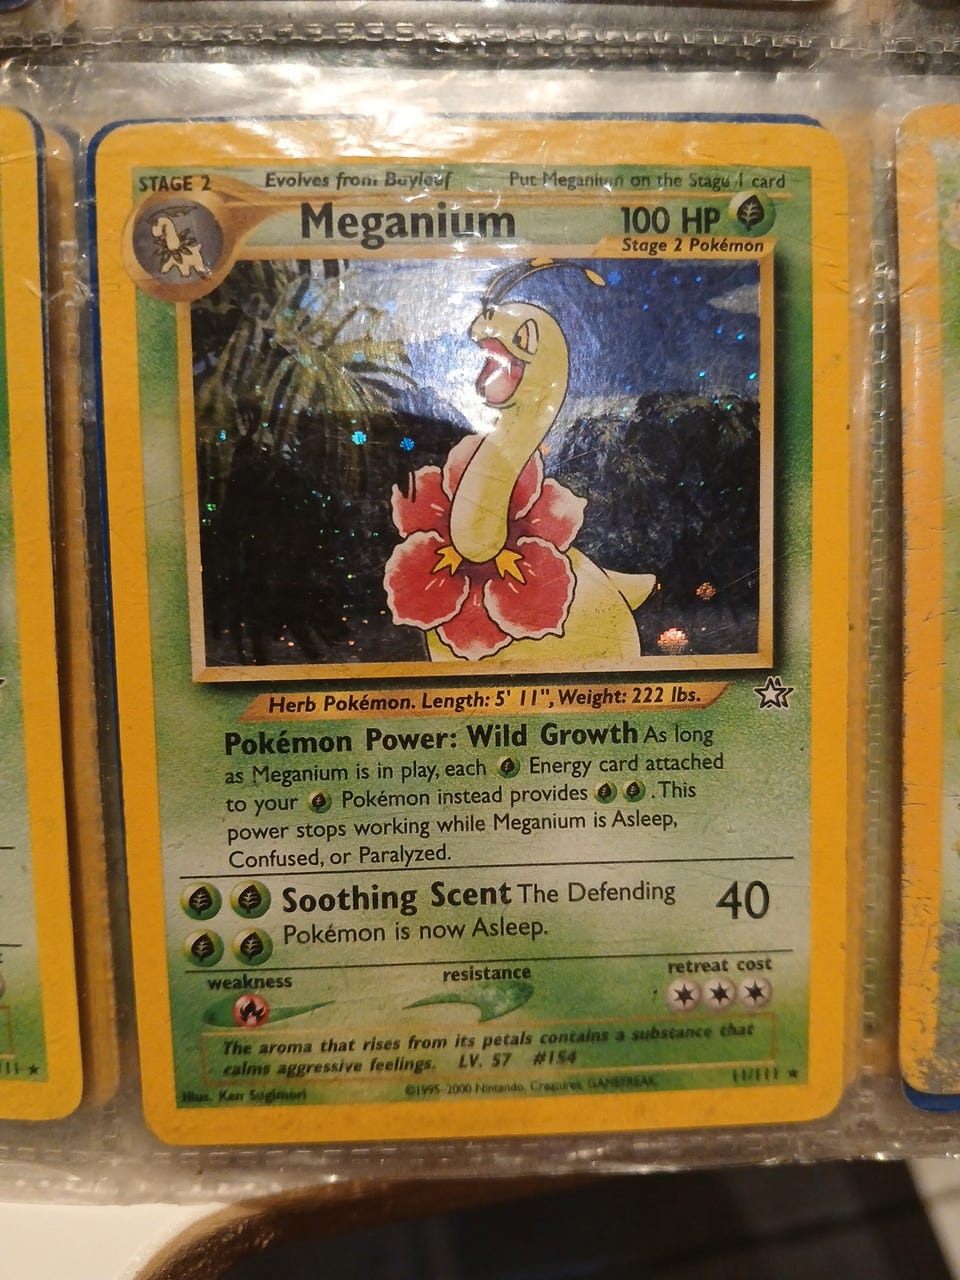 STAGE 2
Evolves from Bayleef
Put Meganium on the Stage 1 card
Meganium
100 HP
Stage 2 Pokémon
Herb Pokémon. Length: 5' 11", Weight: 222 lbs.
Pokémon Power: Wild Growth As long
as Meganium is in play, each Energy card attached
to your Pokémon instead provides . This
power stops working while Meganium is Asleep,
Confused, or Paralyzed.
Soothing Scent The Defending 40
Pokémon is now Asleep.
weakness
resistance
retreat cost
The aroma that rises from its petals contains a substance that
calms aggressive feelings. LV. 57 #154
Illus. Ken Sugimori
©1995-2000 Nintendo, Creatures, GAMEFREAK.
11/111 ★